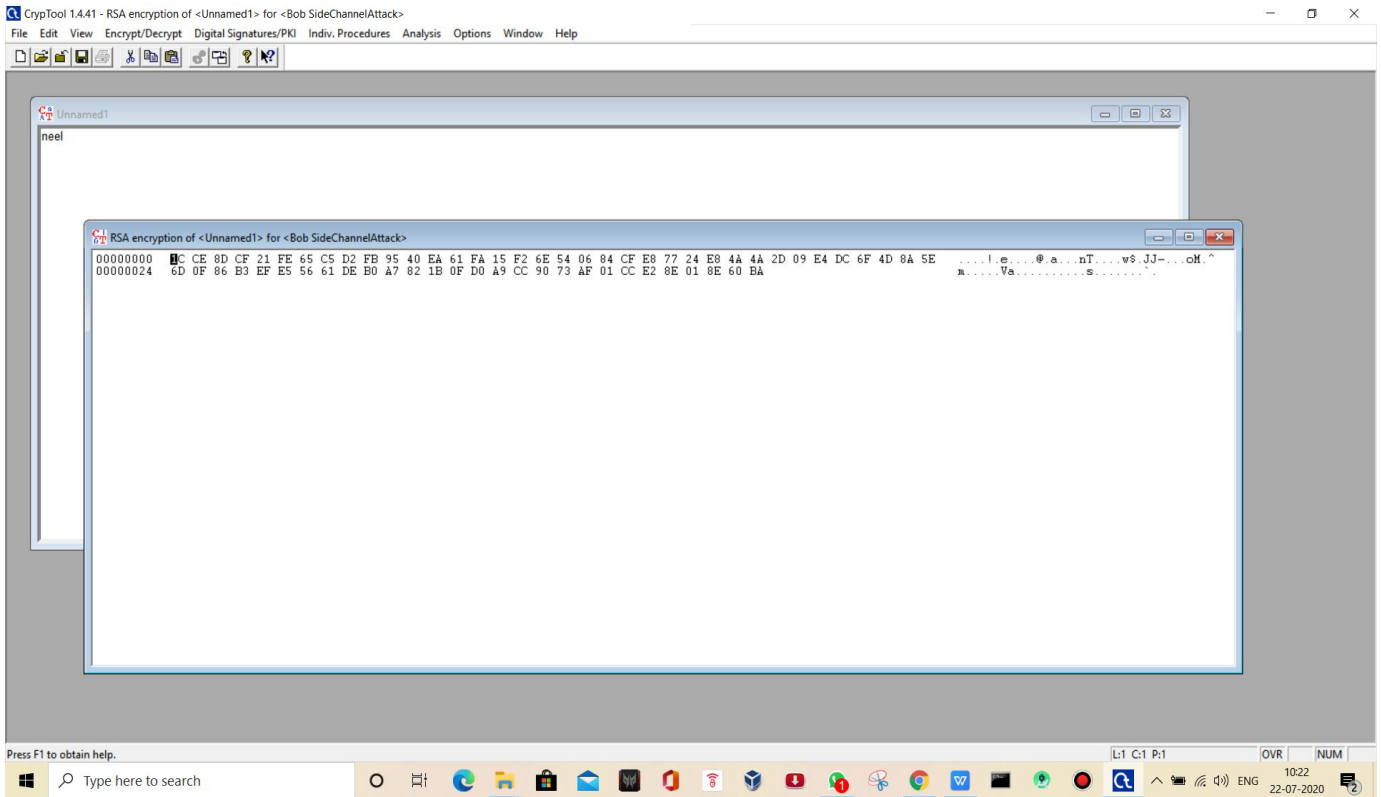 CrypTool 1.4.41 - RSA encryption of <Unnamed1> for <Bob SideChannelAttack>
File Edit View Encrypt/Decrypt Digital Signatures/PKI Indiv. Procedures Analysis Options Window Help
Unnamed1
neel
RSA encryption of <Unnamed1> for <Bob SideChannelAttack>
00000000 1C CE 8D CF 21 FE 65 C5 D2 FB 95 40 EA 61 FA 15 F2 6E 54 06 84 CF E8 77 24 E8 4A 4A 2D 09 E4 DC 6F 4D 8A 5E ....!.e....@.a...nT....w$.JJ-...oM.^
00000024 6D 0F 86 B3 EF E5 56 61 DE B0 A7 82 1B 0F D0 A9 CC 90 73 AF 01 CC E2 8E 01 8E 60 BA m.....Va..........s.......`.
Press F1 to obtain help.
L:1 C:1 P:1
OVR
NUM
Type here to search
ENG
10:22
22-07-2020
1
2